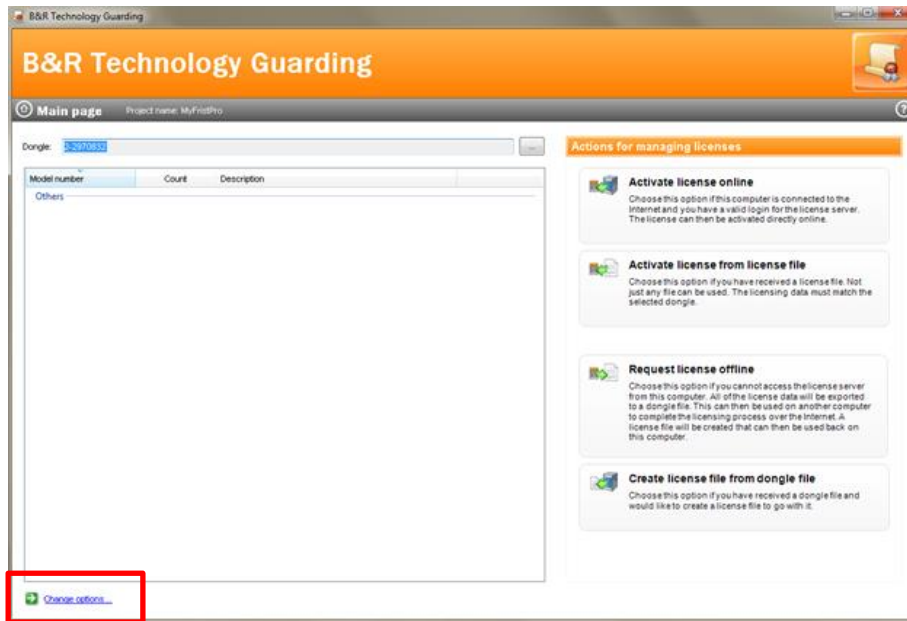 B&R Technology Guarding
B&R Technology Guarding
Main page Project name: MyFristPro
Dongle: 2-2970832 ...
Actions for managing licenses
Model number Count Description
Others
Activate license online
Choose this option if this computer is connected to the
Internet and you have a valid login for the license server.
The license can then be activated directly online.
Activate license from license file
Choose this option if you have received a license file. Not
just any file can be used. The licensing data must match the
selected dongle.
Request license offline
Choose this option if you cannot access the license server
from this computer. All of the license data will be exported
to a dongle file. This can then be used on another computer
to complete the licensing process over the Internet. A
license file will be created that can then be used back on
this computer.
Create license file from dongle file
Choose this option if you have received a dongle file and
would like to create a license file to go with it.
Change options...